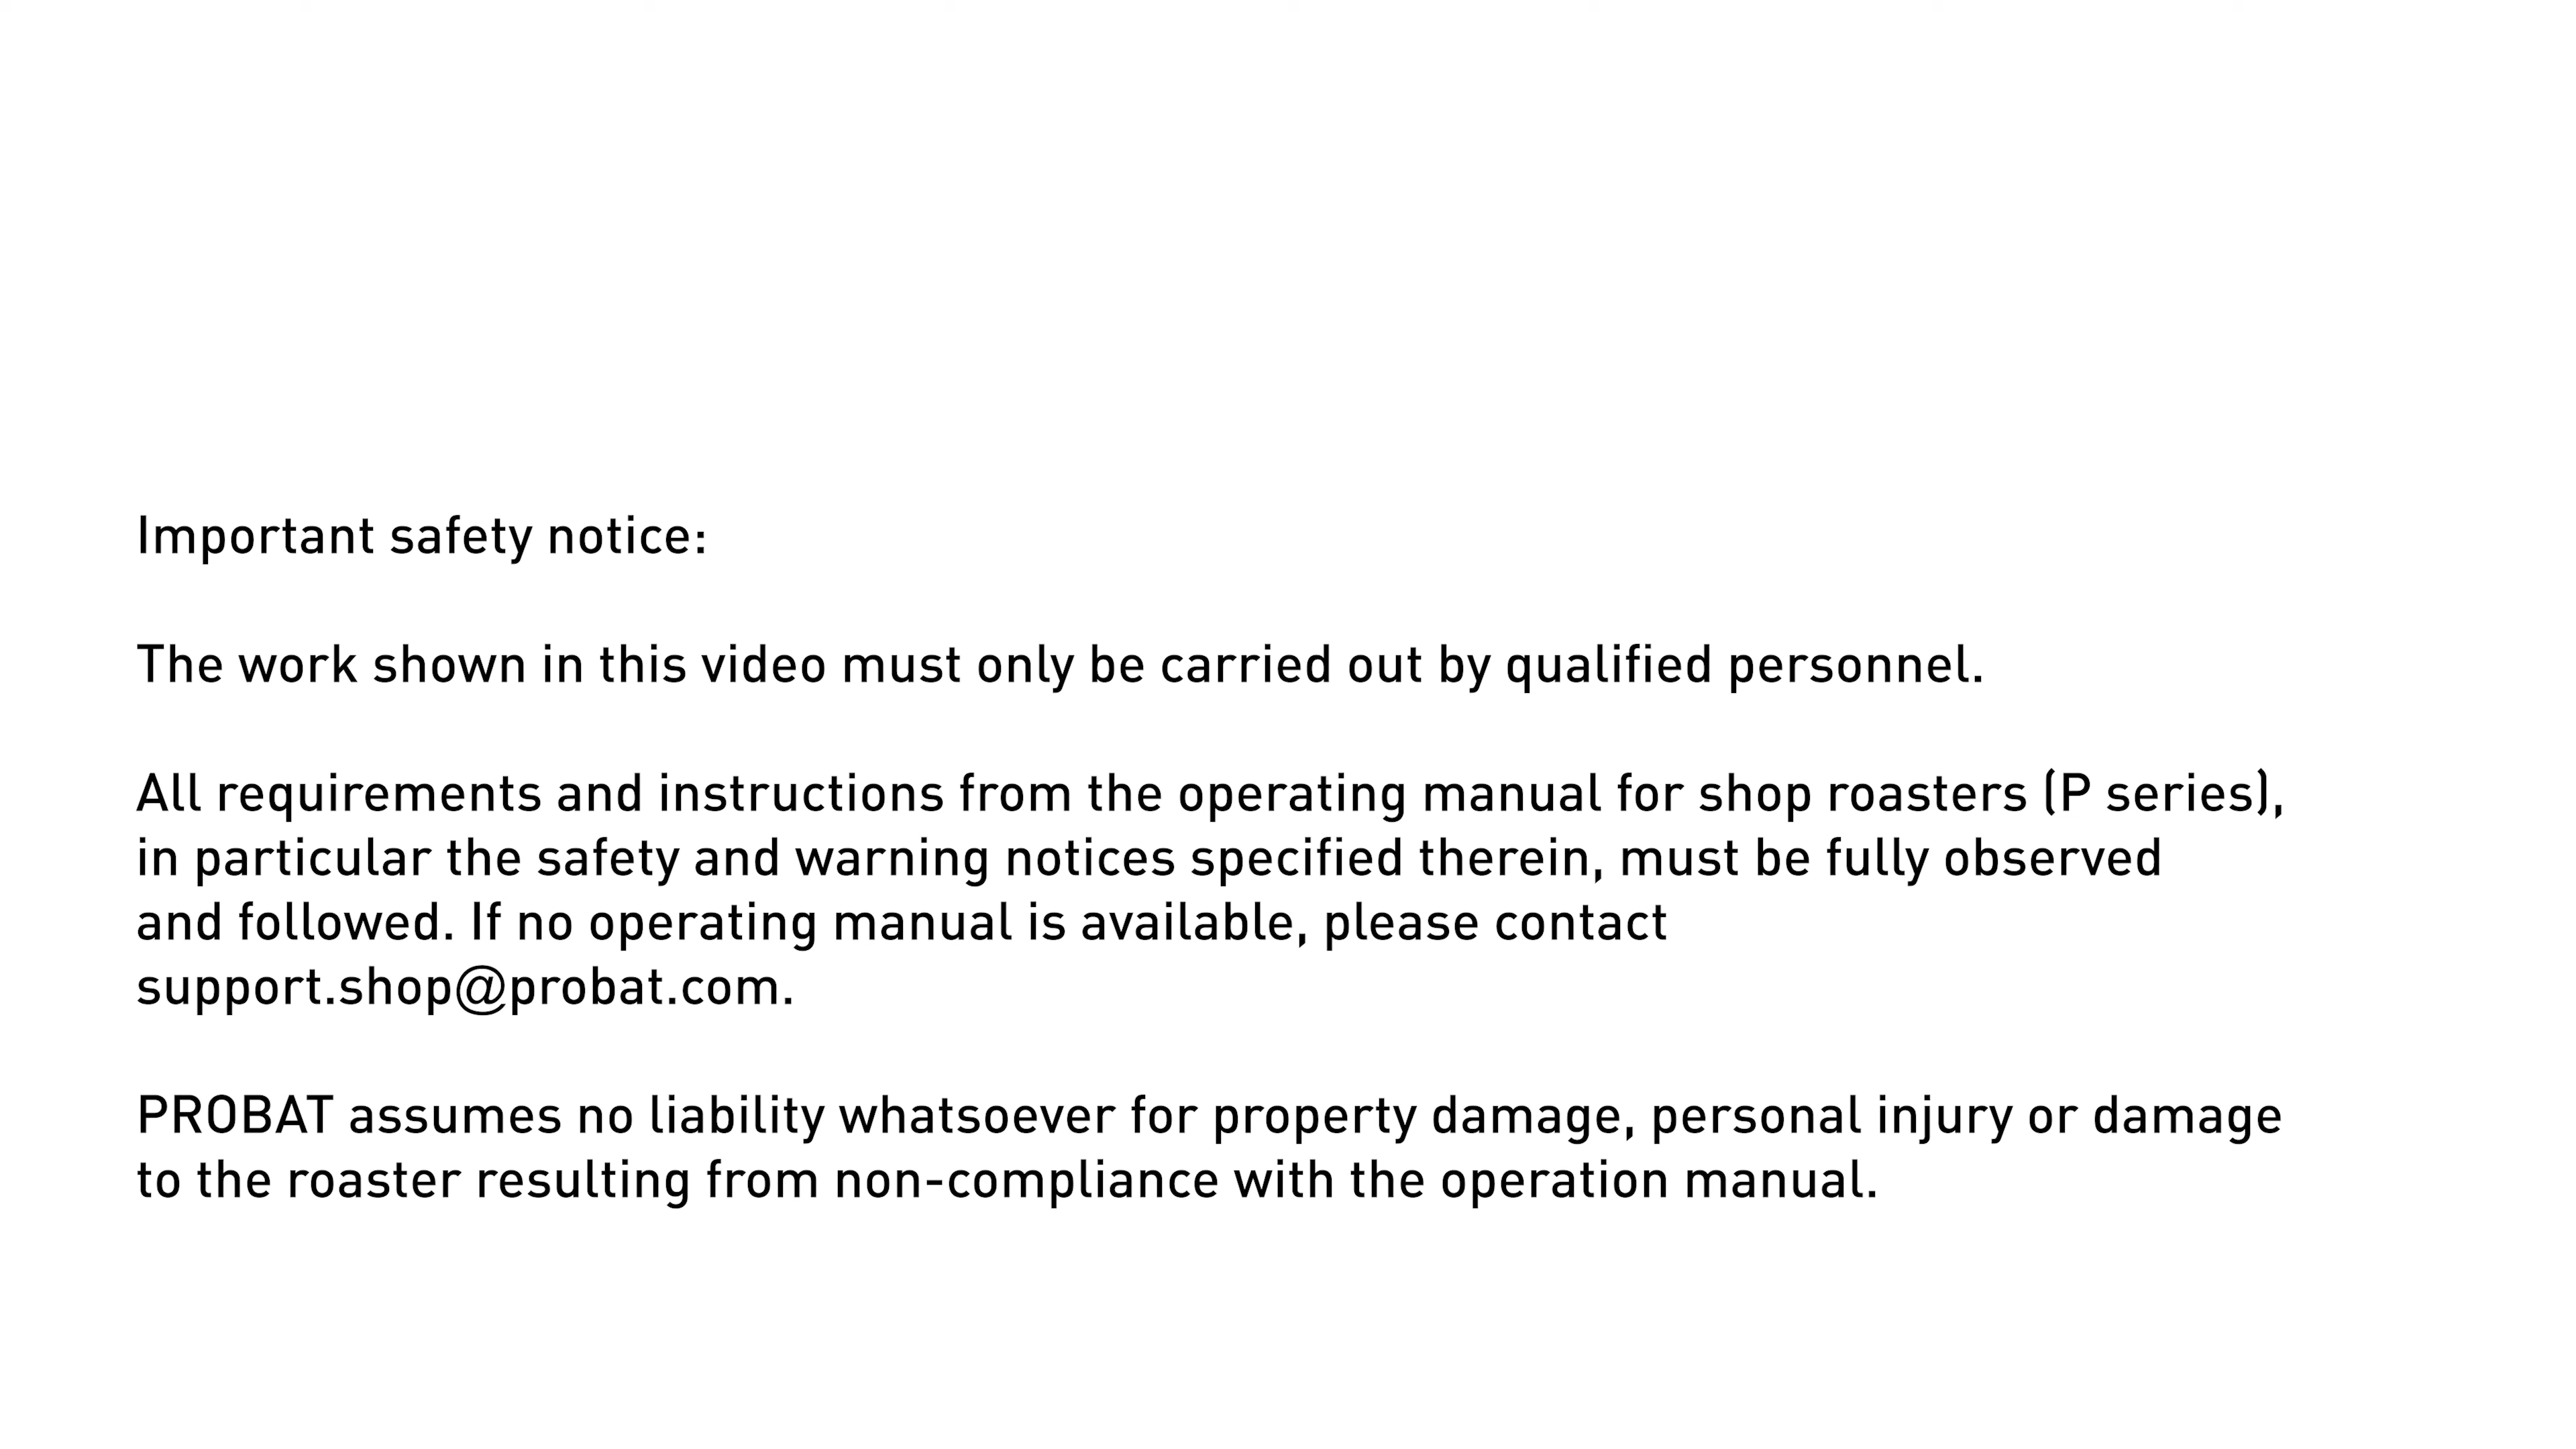 Important safety notice:
The work shown in this video must only be carried out by qualified personnel.
All requirements and instructions from the operating manual for shop roasters (P series),
in particular the safety and warning notices specified therein, must be fully observed
and followed. If no operating manual is available, please contact
support.shop@probat.com.
PROBAT assumes no liability whatsoever for property damage, personal injury or damage
to the roaster resulting from non-compliance with the operation manual.